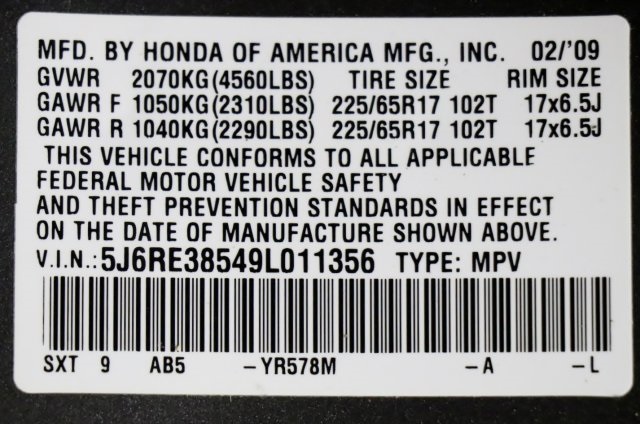 MFD. BY HONDA OF AMERICA MFG., INC. 02/'09
GVWR 2070KG(4560LBS) TIRE SIZE RIM SIZE
GAWR F 1050KG(2310LBS) 225/65R17 102T 17x6.5J
GAWR R 1040KG(2290LBS) 225/65R17 102T 17x6.5J
THIS VEHICLE CONFORMS TO ALL APPLICABLE
FEDERAL MOTOR VEHICLE SAFETY
AND THEFT PREVENTION STANDARDS IN EFFECT
ON THE DATE OF MANUFACTURE SHOWN ABOVE.
V.I.N.:5J6RE38549L011356 TYPE: MPV
SXT 9 AB5 -YR578M -A -L